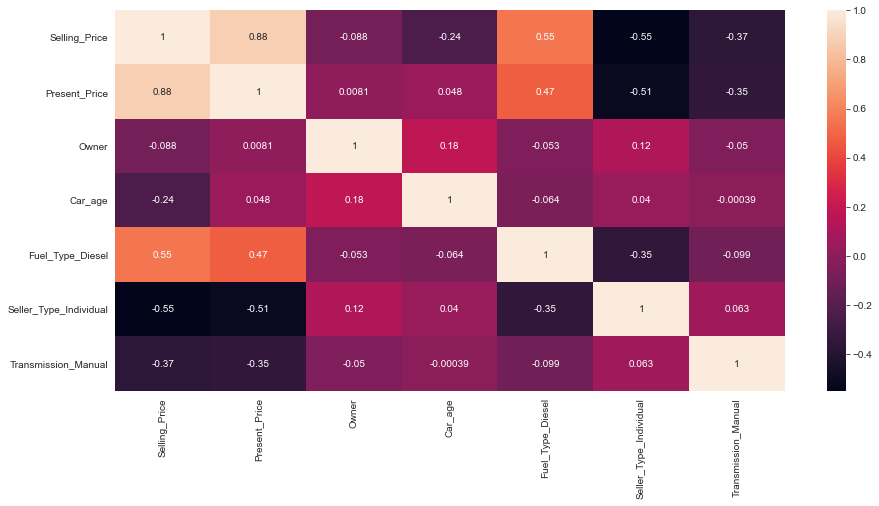 Selling_Price 1 0.88 -0.088 -0.24 0.55 -0.55 -0.37
Present_Price 0.88 1 0.0081 0.048 0.47 -0.51 -0.35
Owner -0.088 0.0081 1 0.18 -0.053 0.12 -0.05
Car_age -0.24 0.048 0.18 1 -0.064 0.04 -0.00039
Fuel_Type_Diesel 0.55 0.47 -0.053 -0.064 1 -0.35 -0.099
Seller_Type_Individual -0.55 -0.51 0.12 0.04 -0.35 1 0.063
Transmission_Manual -0.37 -0.35 -0.05 -0.00039 -0.099 0.063 1
Selling_Price
Present_Price
Owner
Car_age
Fuel_Type_Diesel
Seller_Type_Individual
Transmission_Manual
1.0
0.8
0.6
0.4
0.2
0.0
−0.2
−0.4